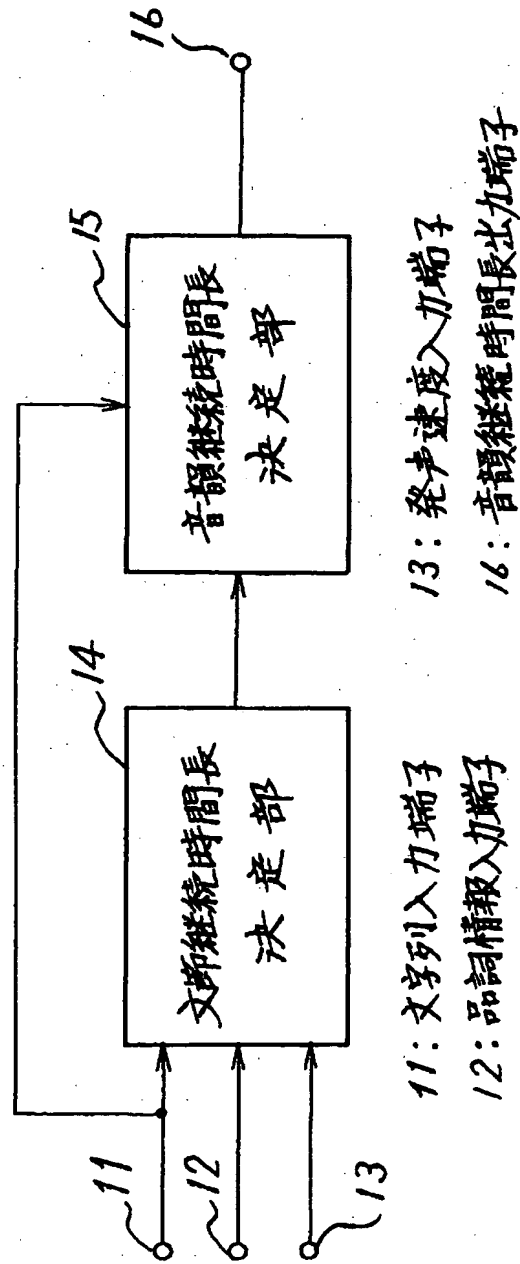 11
12
13
14
文節継続時間長
決定部
15
音韻継続時間長
決定部
16
11：文字列入力端子
12：品詞情報入力端子
13：発声速度入力端子
16：音韻継続時間長出力端子